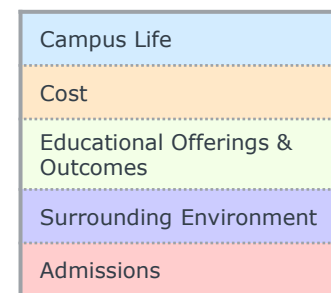 Campus Life
Cost
Educational Offerings &
Outcomes
Surrounding Environment
Admissions